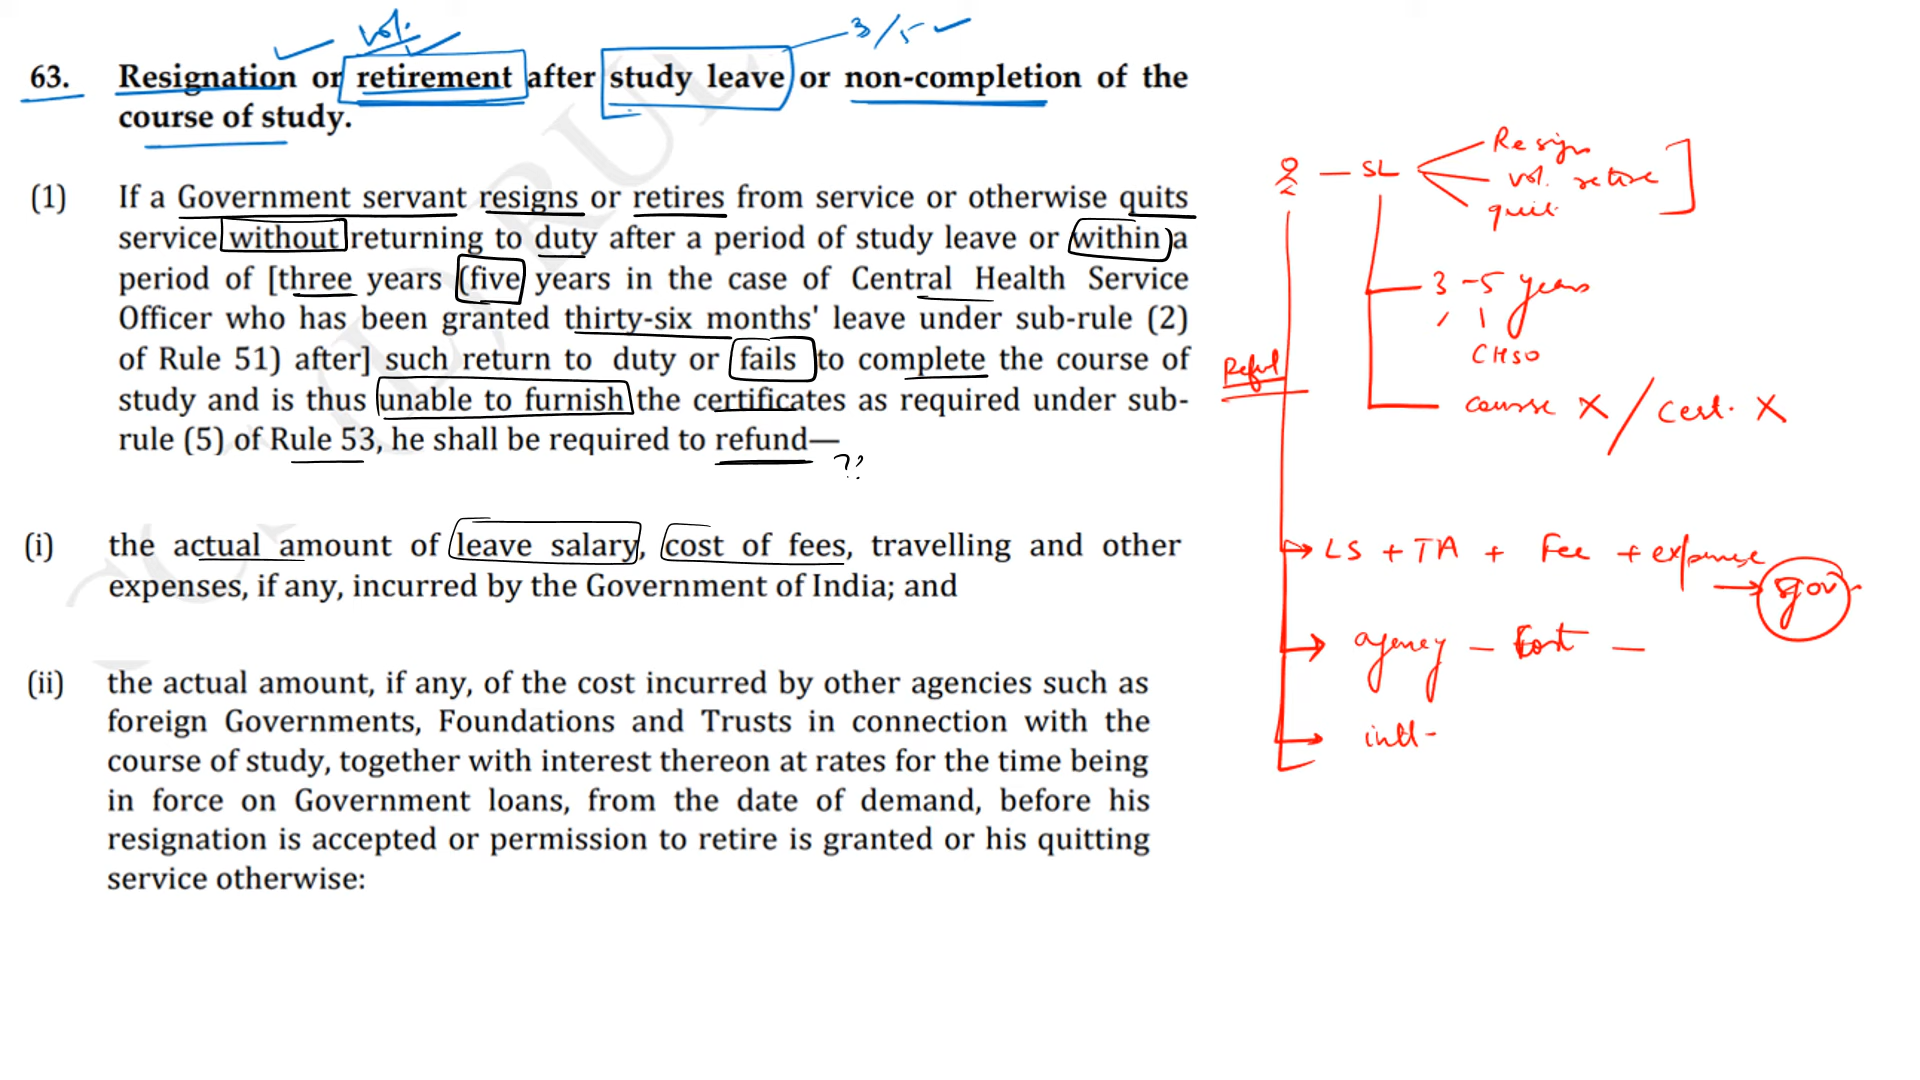 vol.
3/5
63. Resignation or retirement after study leave or non-completion of the
course of study.
(1) If a Government servant resigns or retires from service or otherwise quits
service without returning to duty after a period of study leave or within a
period of [three years (five years in the case of Central Health Service
Officer who has been granted thirty-six months' leave under sub-rule (2)
of Rule 51) after] such return to duty or fails to complete the course of
study and is thus unable to furnish the certificates as required under sub-
rule (5) of Rule 53, he shall be required to refund—
??
(i) the actual amount of leave salary, cost of fees, travelling and other
expenses, if any, incurred by the Government of India; and
(ii) the actual amount, if any, of the cost incurred by other agencies such as
foreign Governments, Foundations and Trusts in connection with the
course of study, together with interest thereon at rates for the time being
in force on Government loans, from the date of demand, before his
resignation is accepted or permission to retire is granted or his quitting
service otherwise:
Resign
— SL
vol. retire
quit
3 – 5 years
CHSO
course X / cert. X
LS + TA + Fee + expense
gov
agency — Cost —